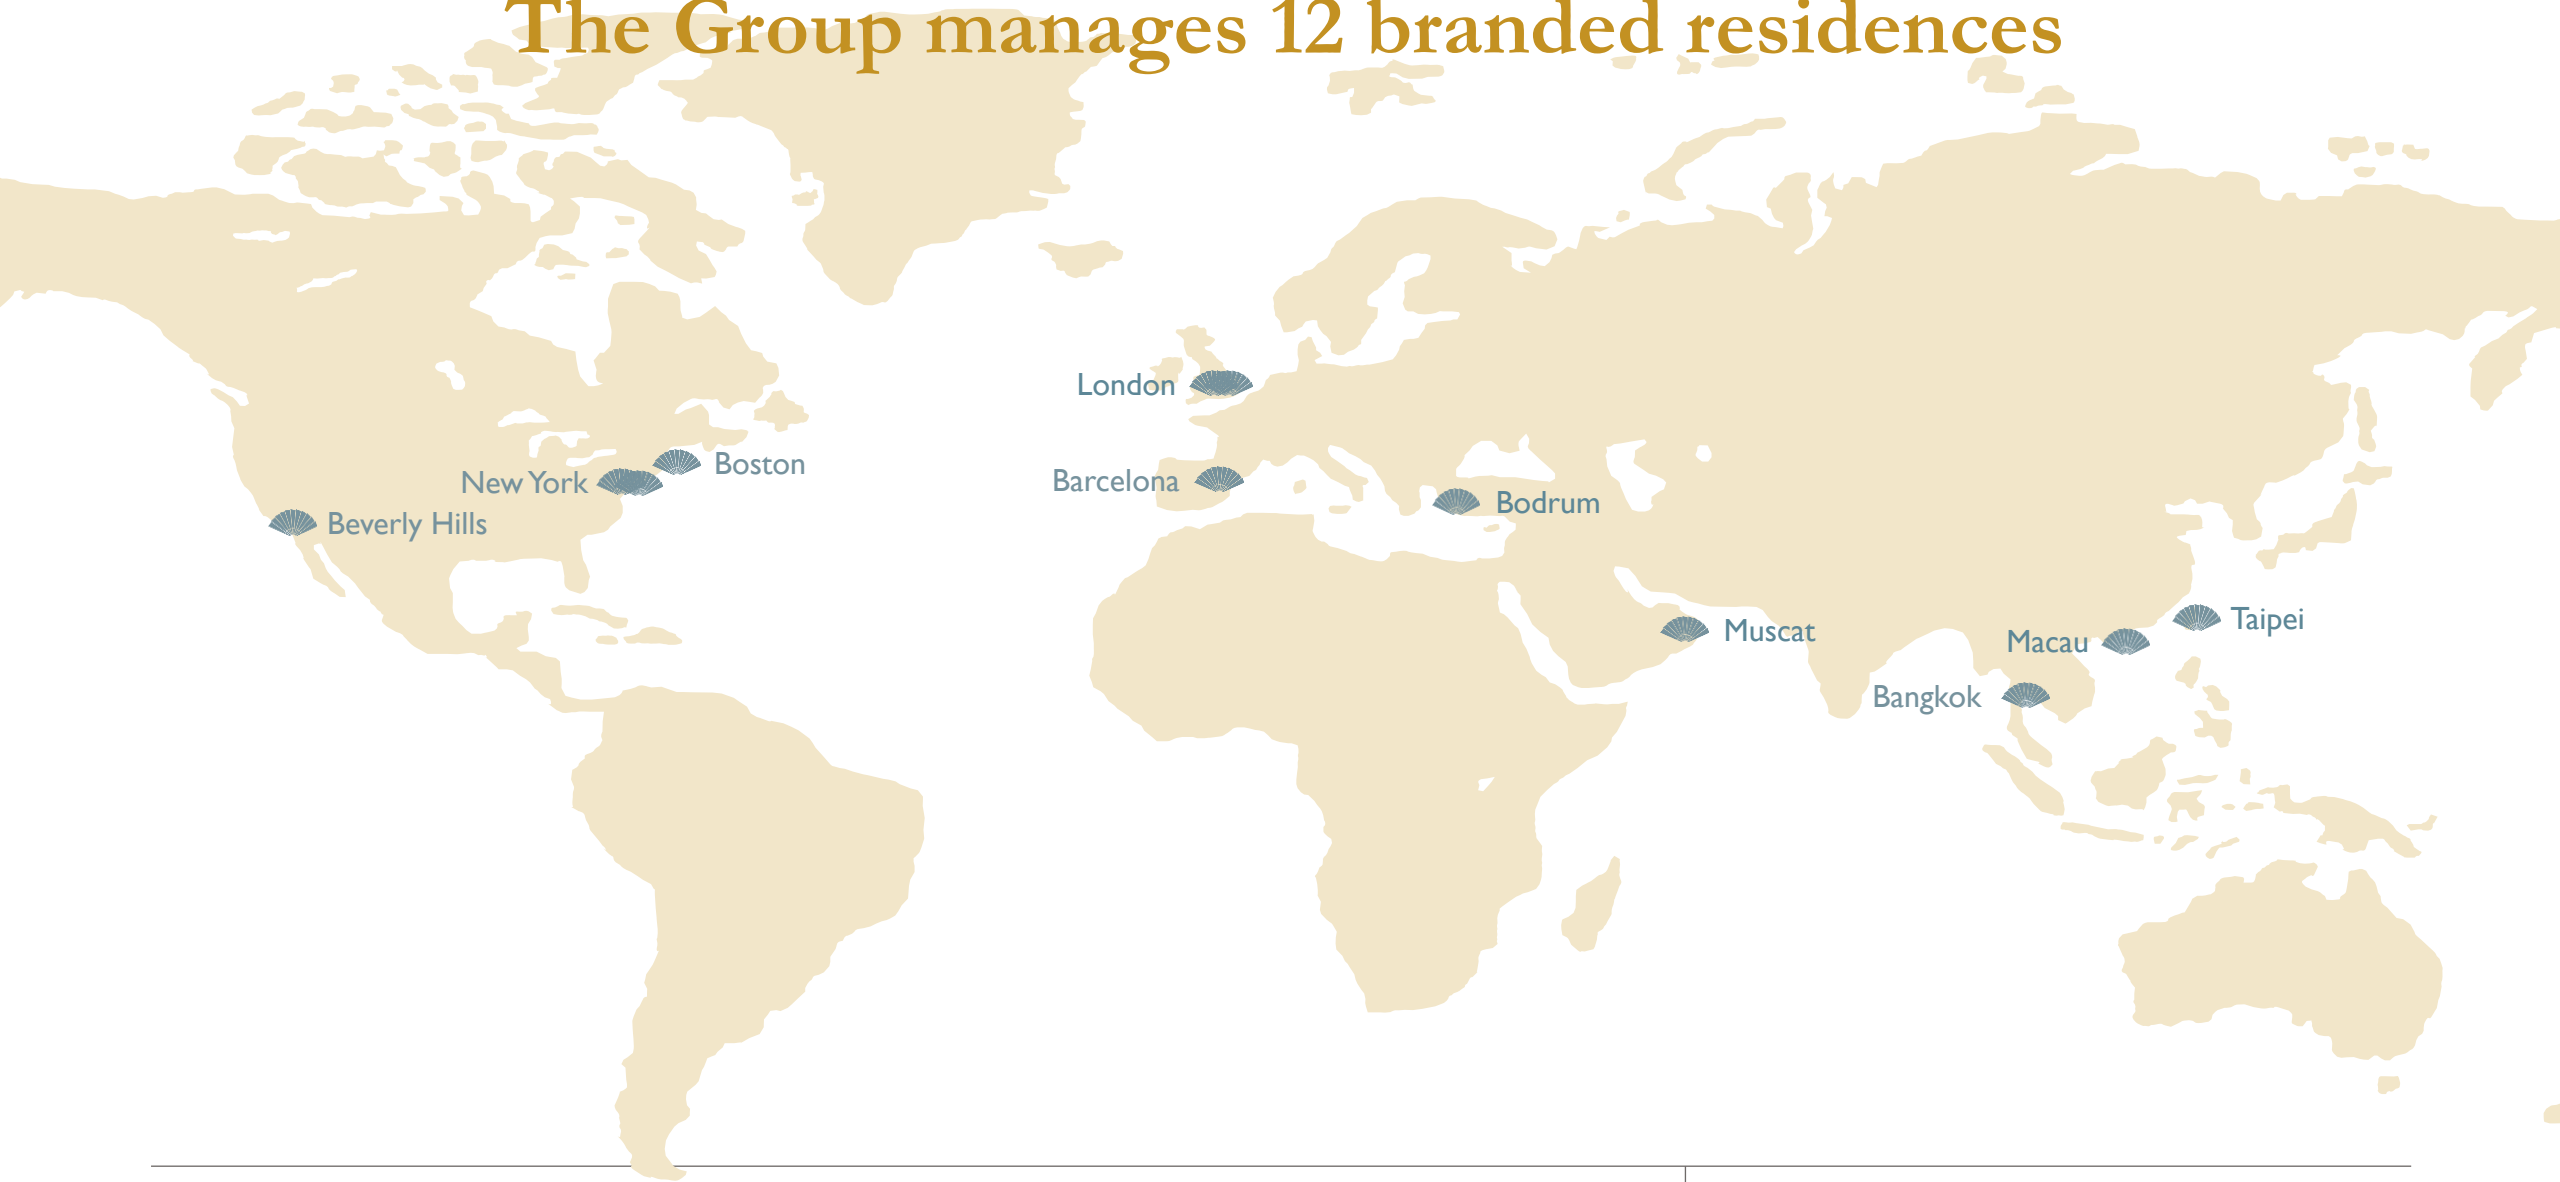 The Group manages 12 branded residences
London
Boston
New York
Barcelona
Bodrum
Beverly Hills
Taipei
Muscat
Macau
Bangkok